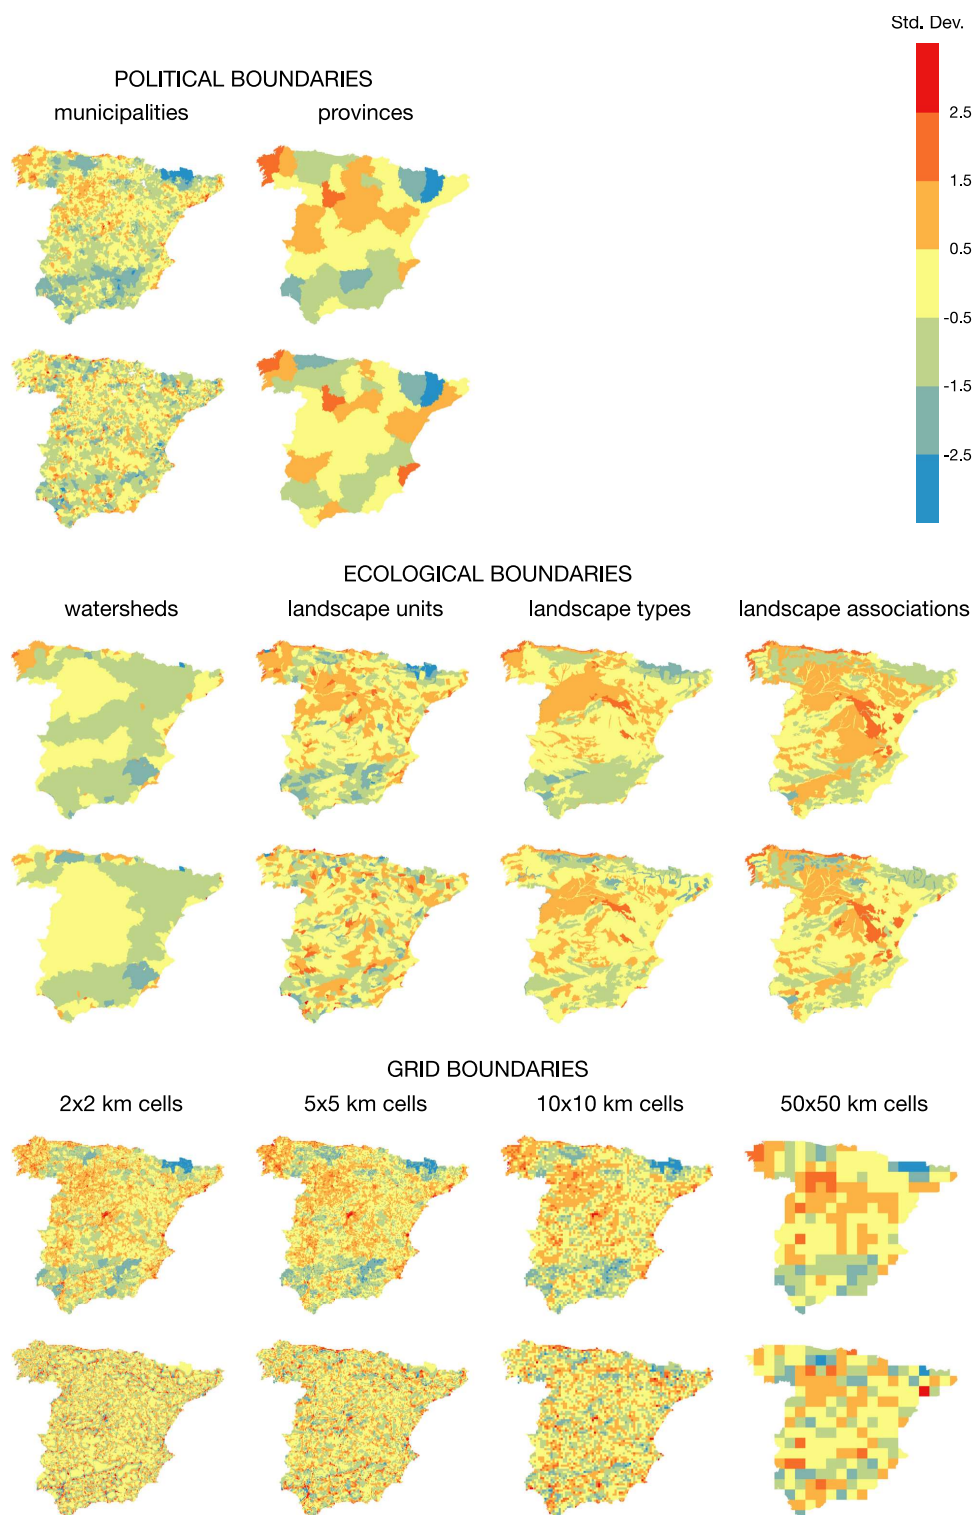 Std. Dev.
2.5
1.5
0.5
-0.5
-1.5
-2.5
POLITICAL BOUNDARIES
municipalities
provinces
ECOLOGICAL BOUNDARIES
watersheds
landscape units
landscape types
landscape associations
GRID BOUNDARIES
2x2 km cells
5x5 km cells
10x10 km cells
50x50 km cells